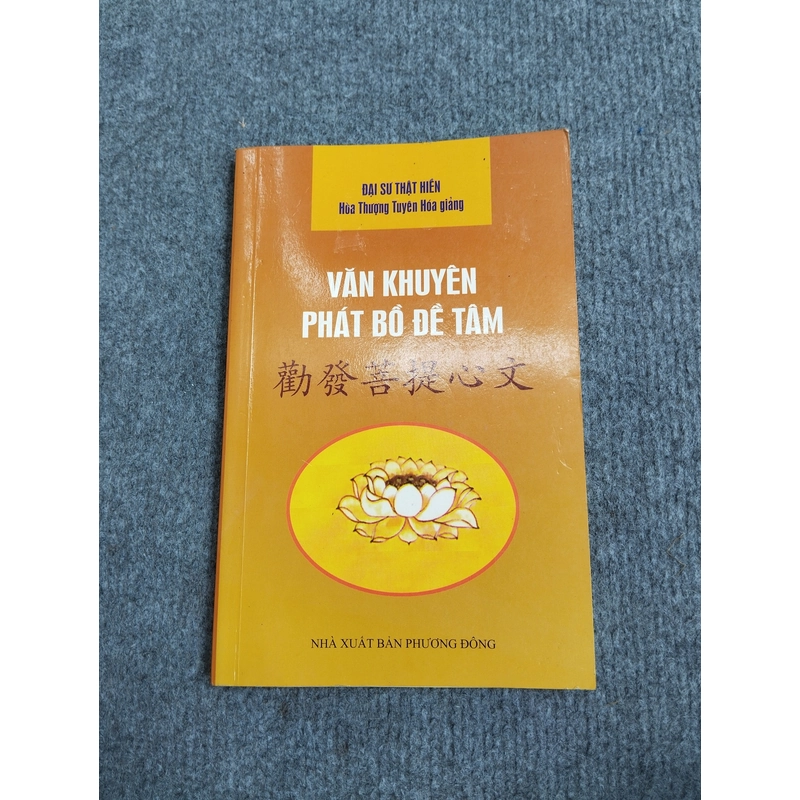 ĐẠI SƯ THẬT HIỀN
Hòa Thượng Tuyên Hóa giảng
VĂN KHUYÊN
PHÁT BỒ ĐỀ TÂM
勸發菩提心文
NHÀ XUẤT BẢN PHƯƠNG ĐÔNG